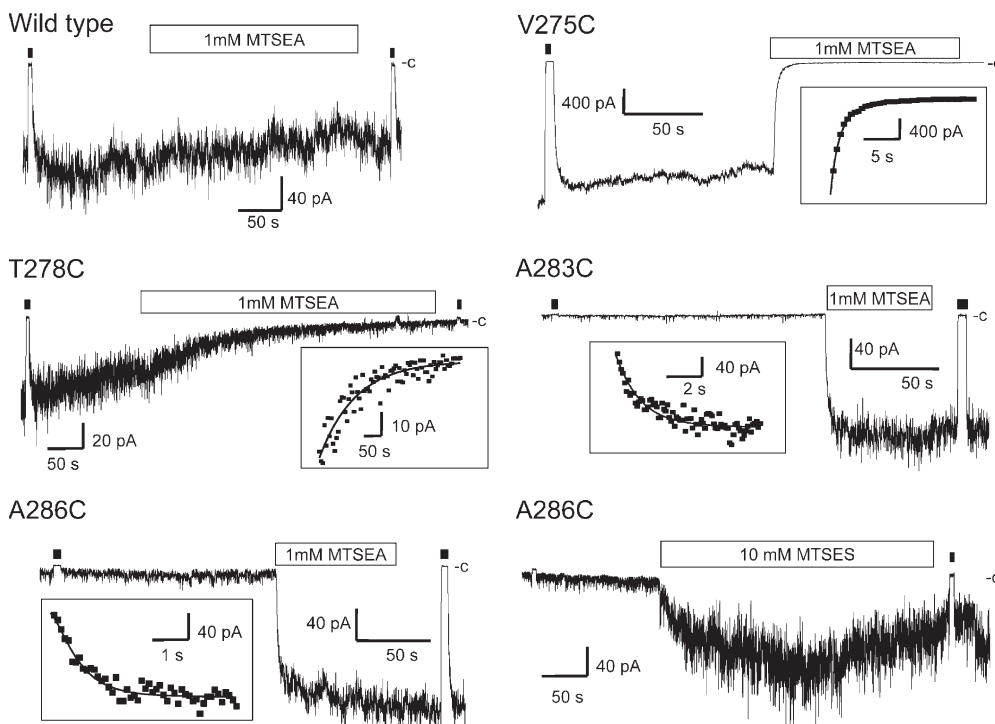 Wild type
1mM MTSEA
-c
40 pA
50 s
V275C
1mM MTSEA
-c
400 pA
50 s
400 pA
5 s
T278C
1mM MTSEA
-c
20 pA
50 s
10 pA
50 s
A283C
1mM MTSEA
-c
40 pA
50 s
40 pA
2 s
A286C
1mM MTSEA
-c
40 pA
1 s
40 pA
50 s
A286C
10 mM MTSES
-c
40 pA
50 s